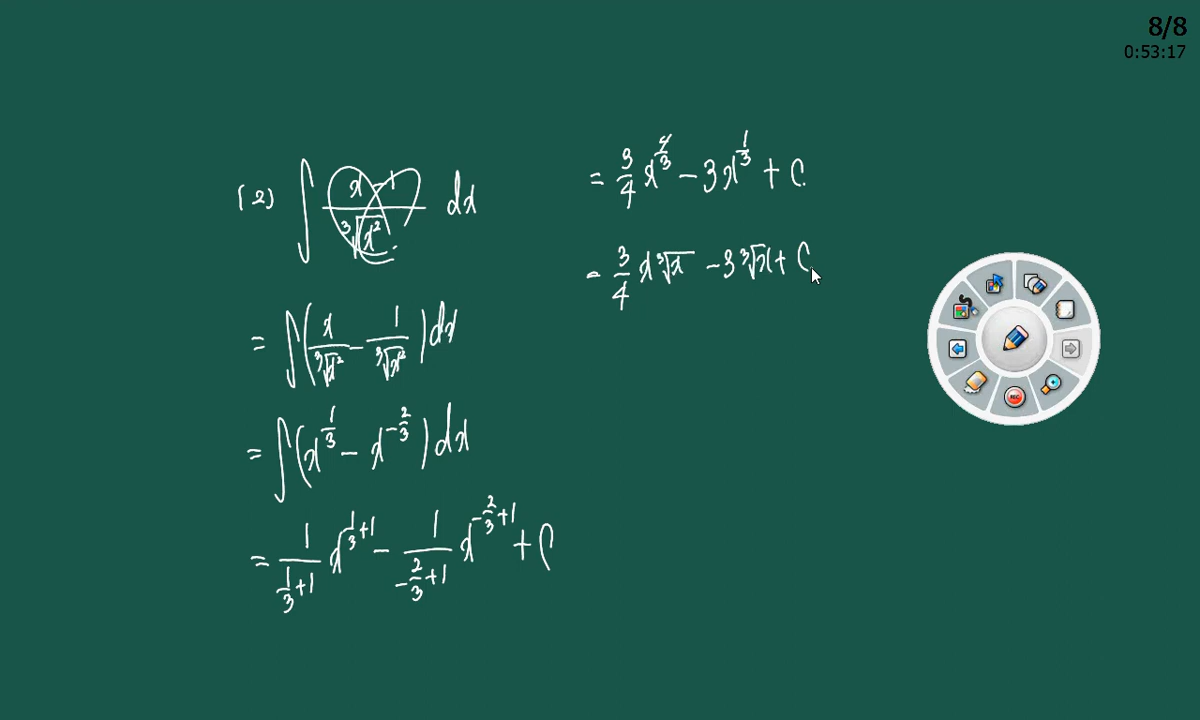 8/8
0:53:17
(2) ∫ (x - 1)/∛(x²) dx
= ∫ (x/∛(x²) - 1/∛(x²)) dx
= ∫ (x^(1/3) - x^(-2/3)) dx
= 1/(1/3+1) x^(1/3+1) - 1/(-2/3+1) x^(-2/3+1) + C
= 3/4 x^(4/3) - 3x^(1/3) + C
= 3/4 x∛x - 3∛x + C
REC